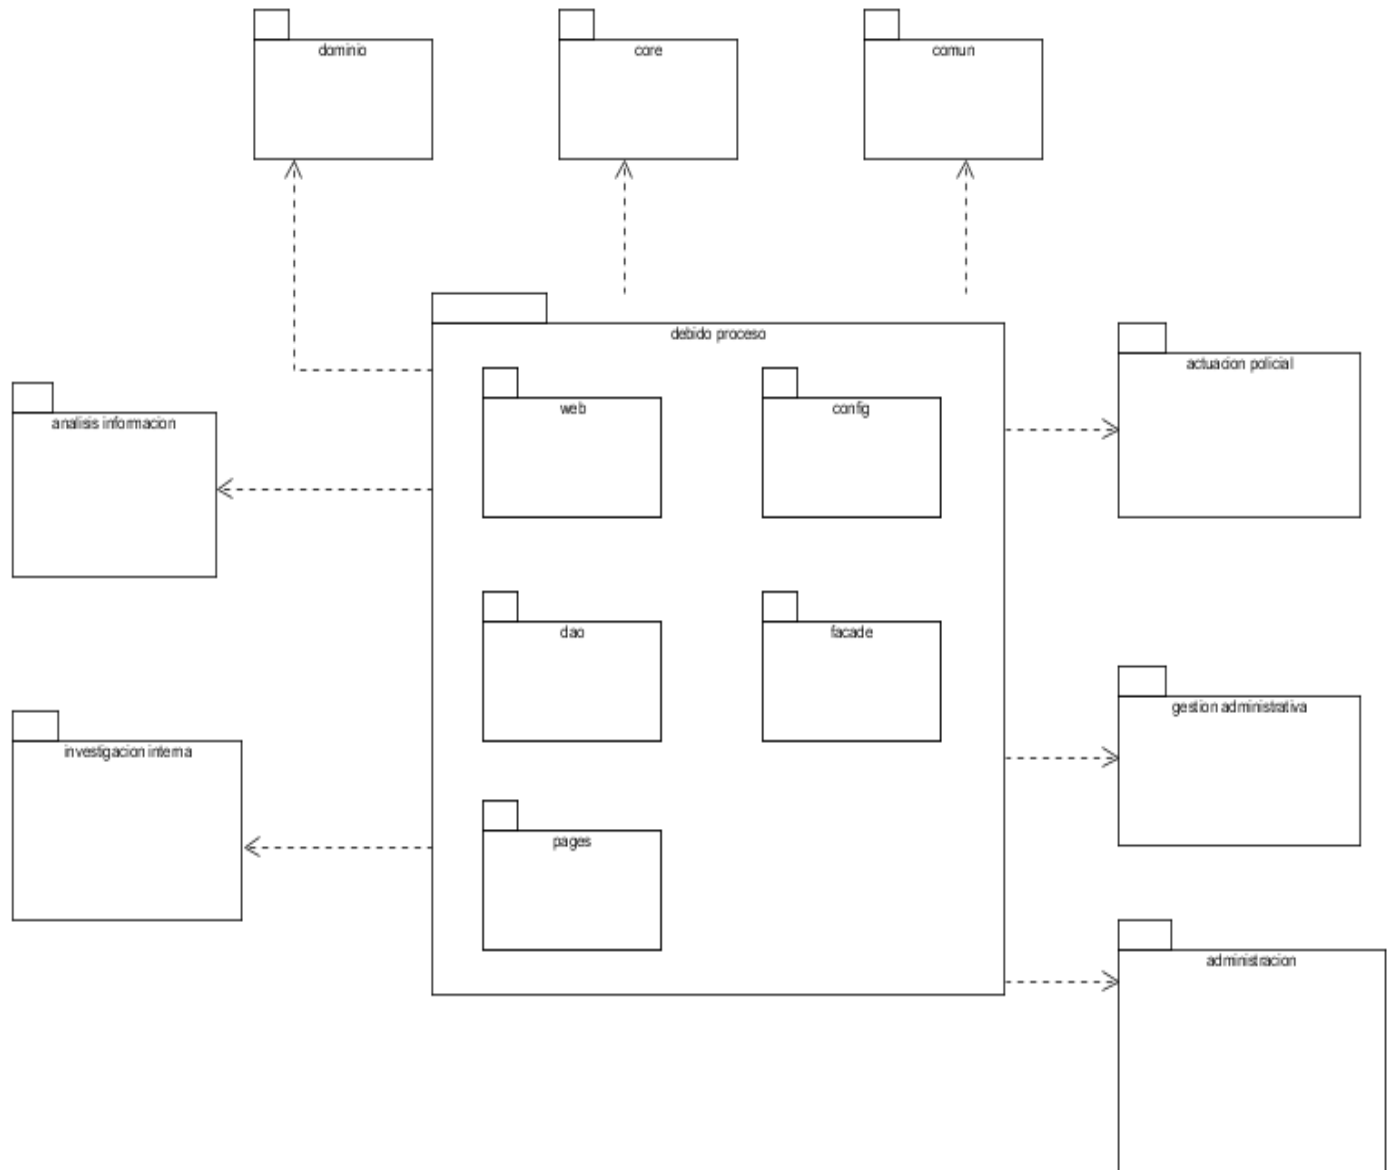 dominio
core
comun
debido proceso
actuacion policial
web
config
analisis informacion
dao
facade
gestion administrativa
investigacion interna
pages
administracion